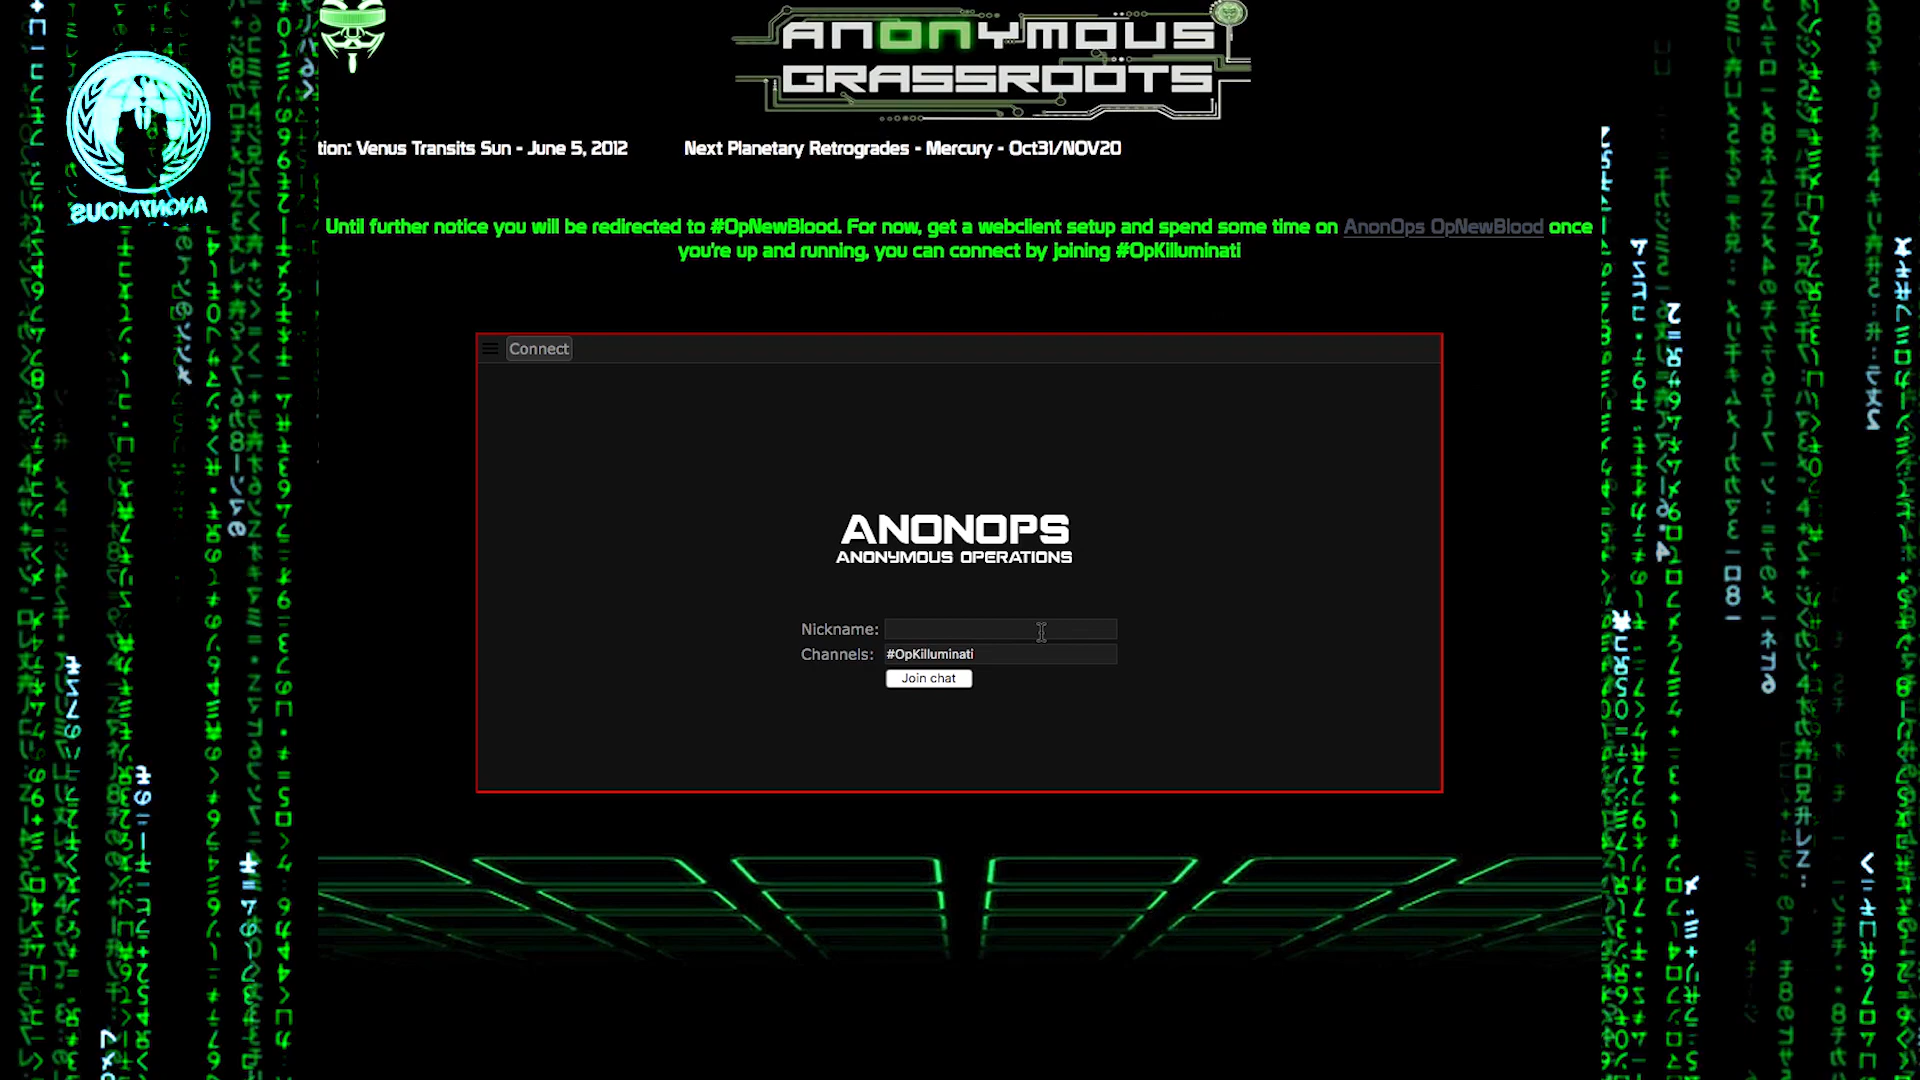 ANONYMOUS
GRASSROOTS
tion: Venus Transits Sun - June 5, 2012 Next Planetary Retrogrades - Mercury - Oct31/NOV20
ANONYMOUS
Until further notice you will be redirected to #OpNewBlood. For now, get a webclient setup and spend some time on AnonOps OpNewBlood once
you're up and running, you can connect by joining #OpKilluminati
Connect
ANONOPS
ANONYMOUS OPERATIONS
Nickname:
Channels: #OpKilluminati
Join chat